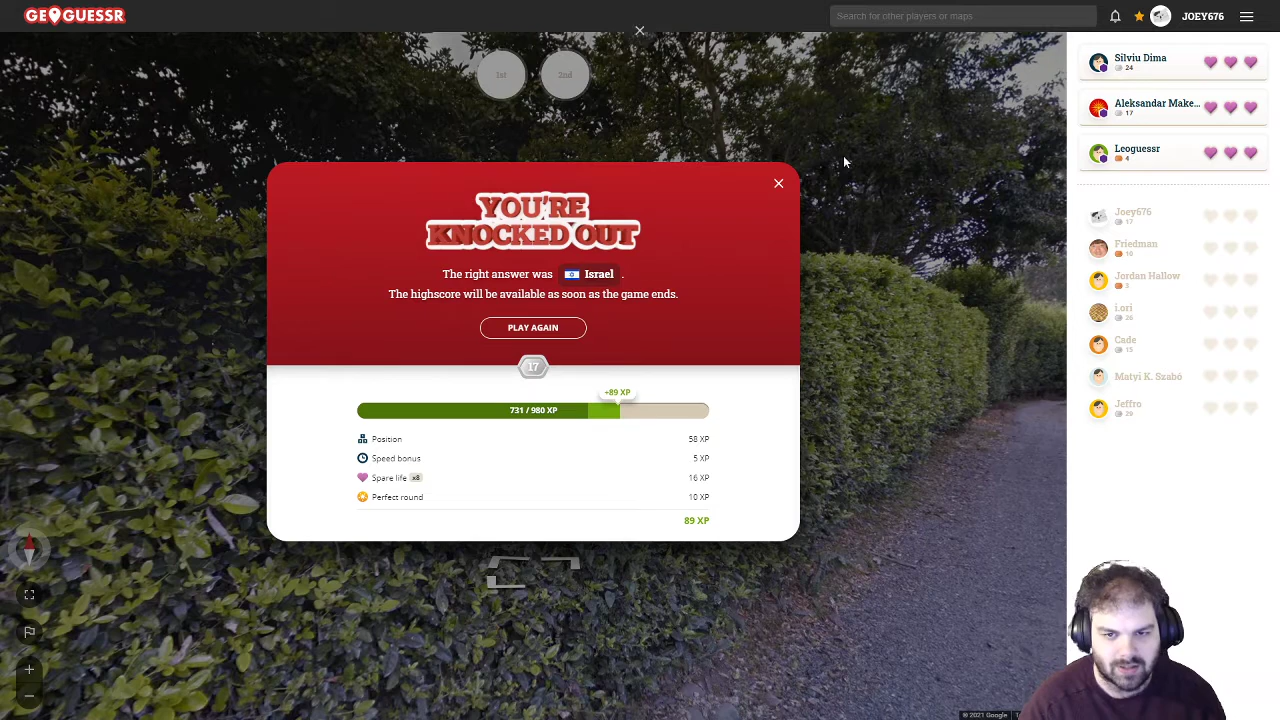 GEOGUESSR
Search for other players or maps
JOEY676
1st
2nd
YOU'RE
KNOCKED OUT
The right answer was Israel .
The highscore will be available as soon as the game ends.
PLAY AGAIN
17
+89 XP
731 / 980 XP
Position 58 XP
Speed bonus 5 XP
Spare life x8 16 XP
Perfect round 10 XP
89 XP
Silviu Dima
24
Aleksandar Make...
17
Leoguessr
4
Joey676
17
Friedman
10
Jordan Hallow
3
i.ori
26
Cade
15
Matyi K. Szabó
Jeffro
29
© 2021 Google